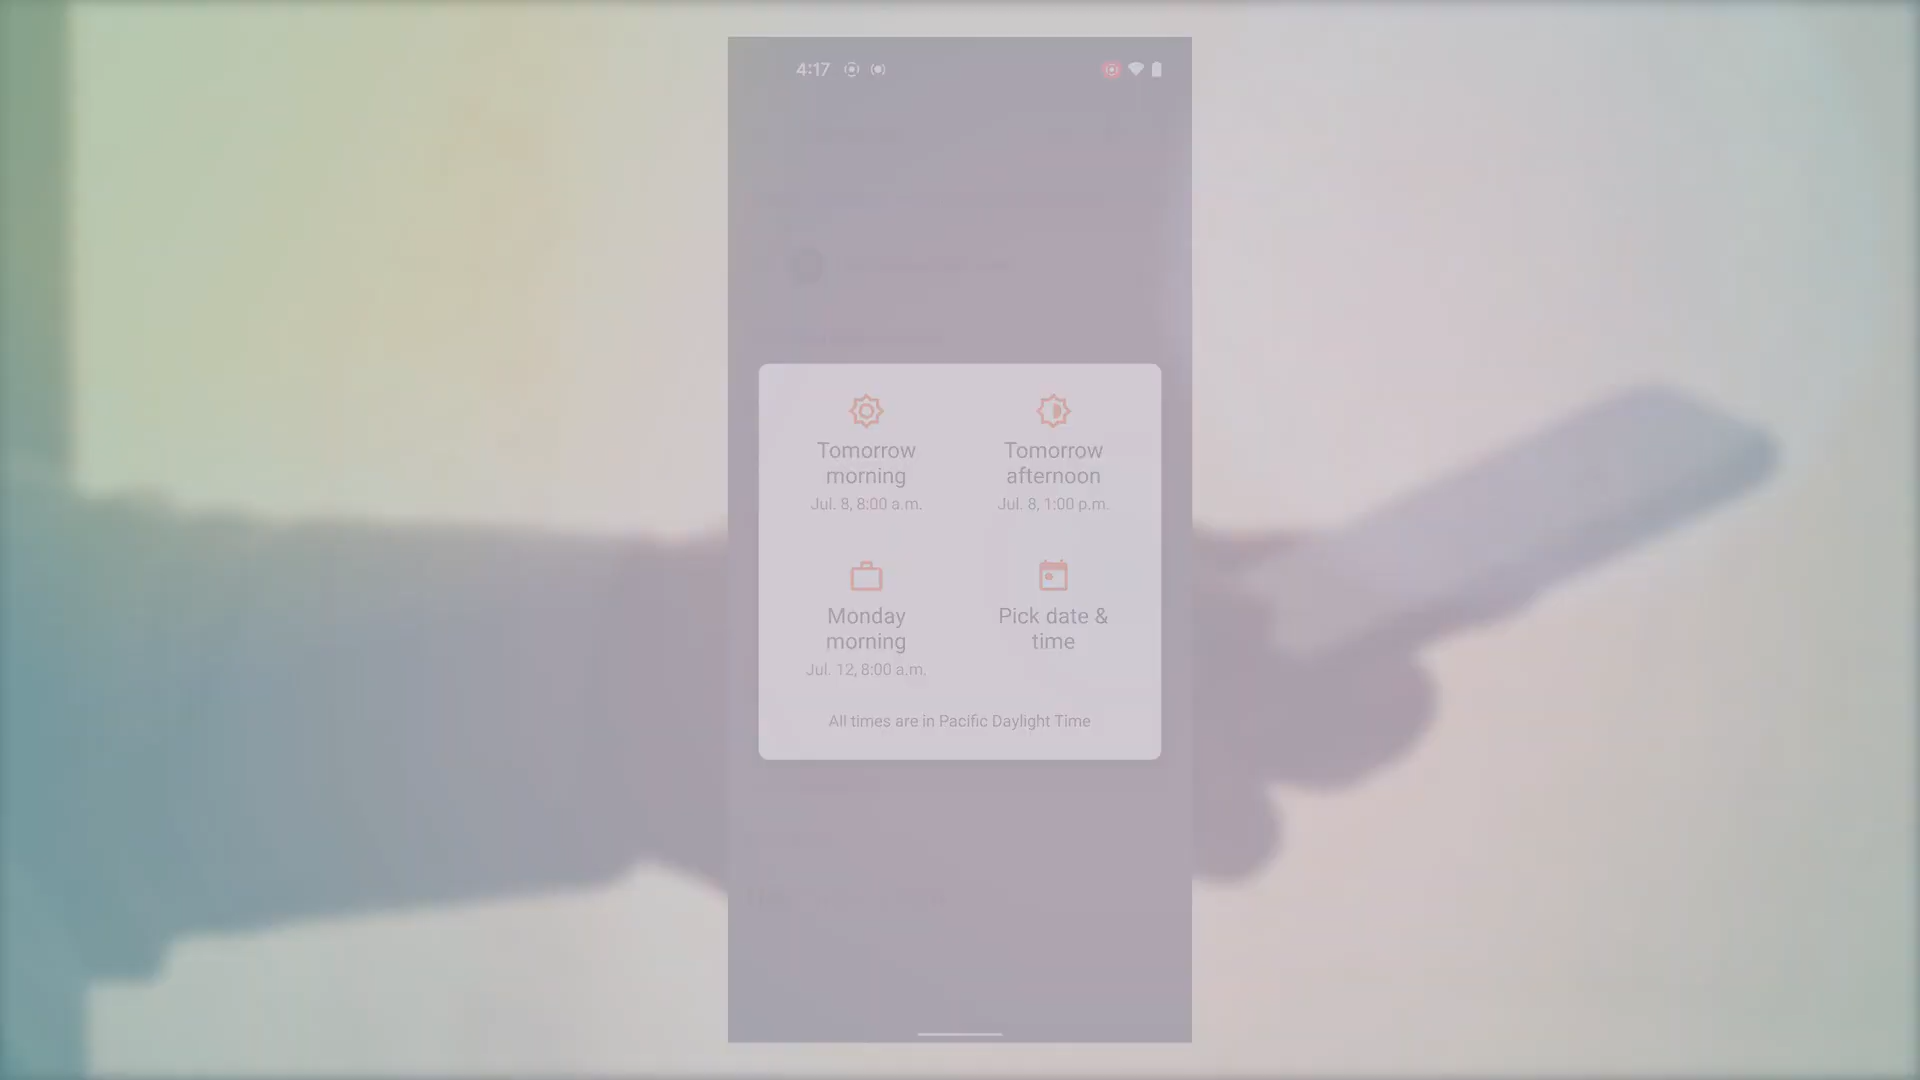 4:17
Tomorrow
morning
Jul. 8, 8:00 a.m.
Tomorrow
afternoon
Jul. 8, 1:00 p.m.
Monday
morning
Jul. 12, 8:00 a.m.
Pick date &
time
All times are in Pacific Daylight Time